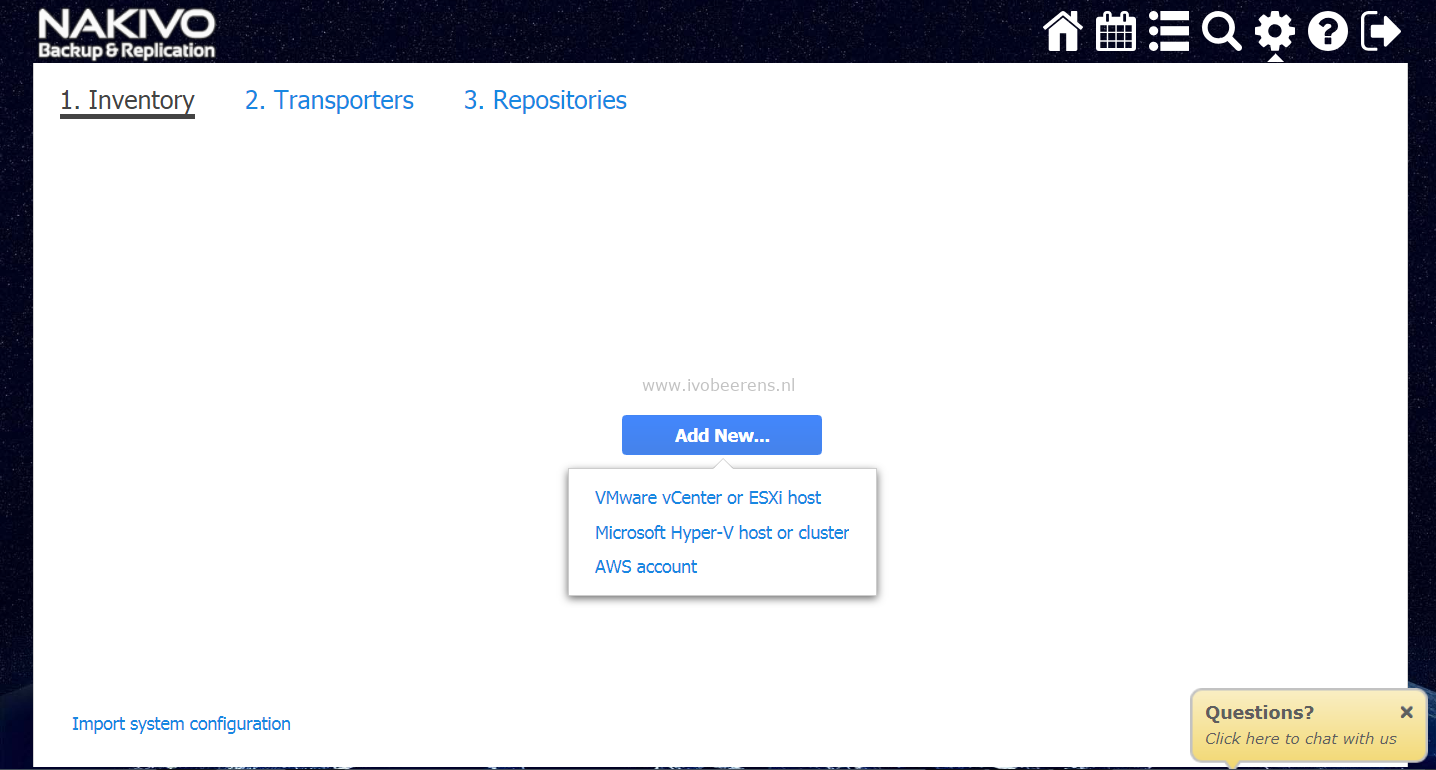 NAKIVO
Backup & Replication
1. Inventory
2. Transporters
3. Repositories
www.ivobeerens.nl
Add New...
VMware vCenter or ESXi host
Microsoft Hyper-V host or cluster
AWS account
Import system configuration
Questions?
Click here to chat with us